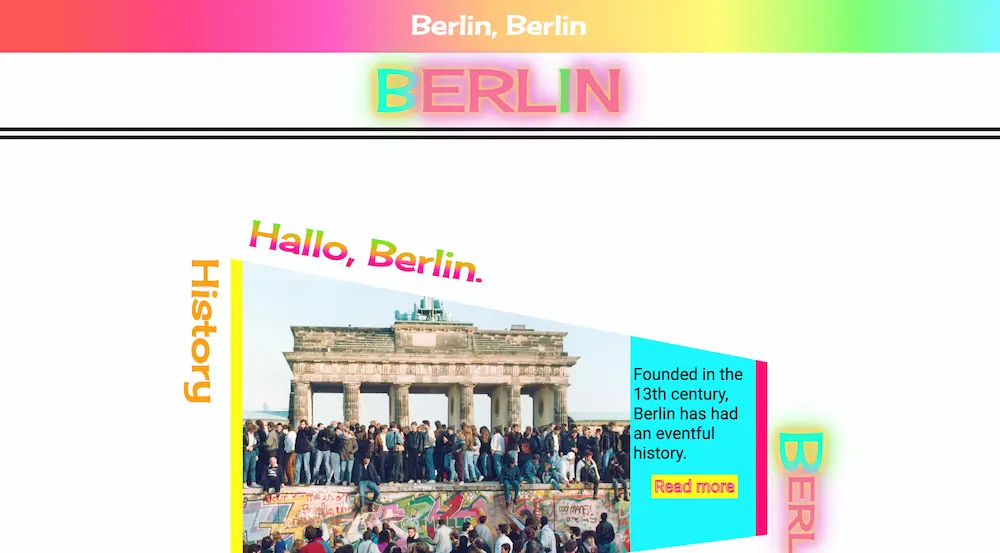 Berlin, Berlin
BERLIN
Hallo, Berlin.
History
Founded in the
13th century,
Berlin has had
an eventful
history.
Read more
BERL